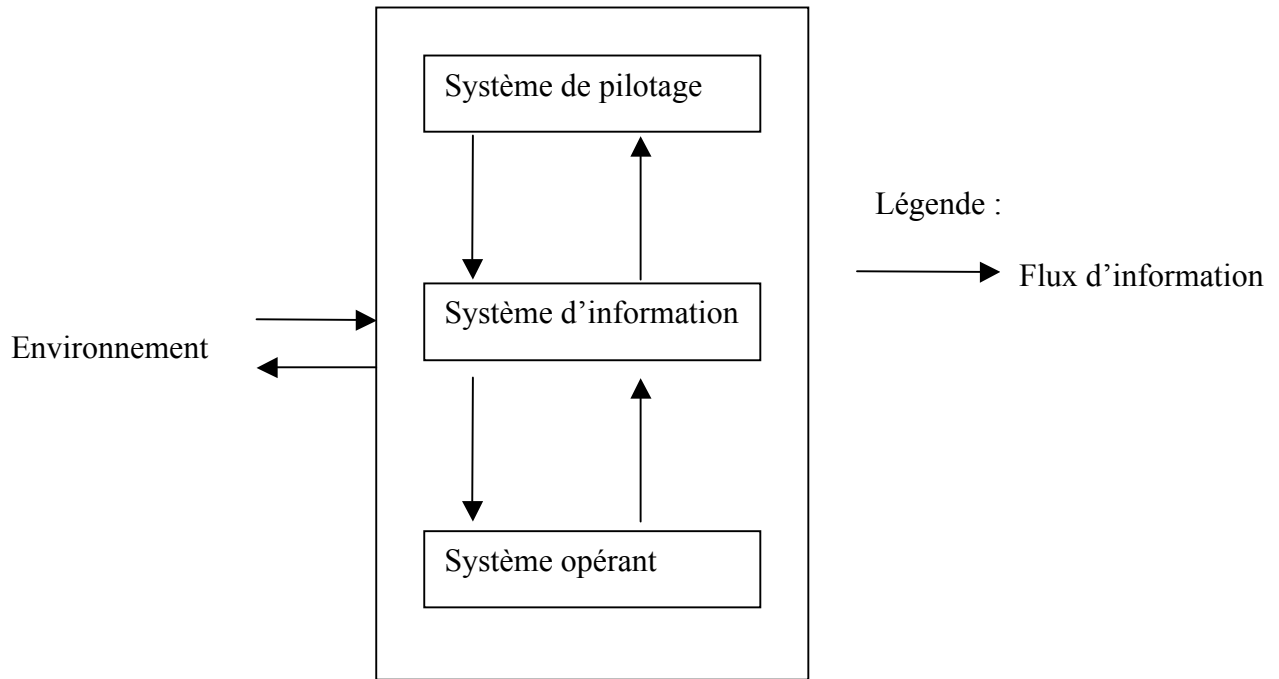 Système de pilotage
Légende :
Flux d’information
Système d’information
Environnement
Système opérant